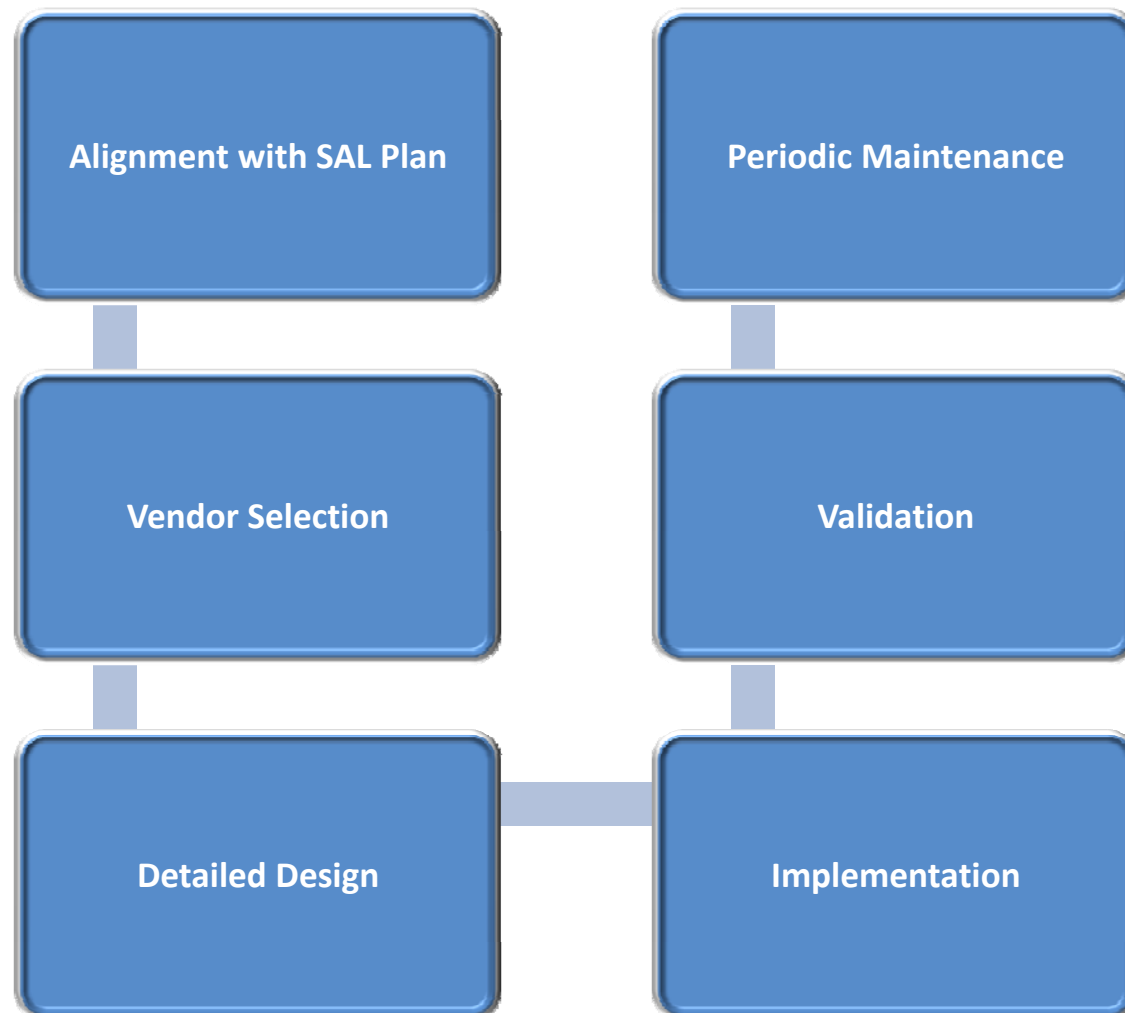 Alignment with SAL Plan
Vendor Selection
Detailed Design
Implementation
Validation
Periodic Maintenance